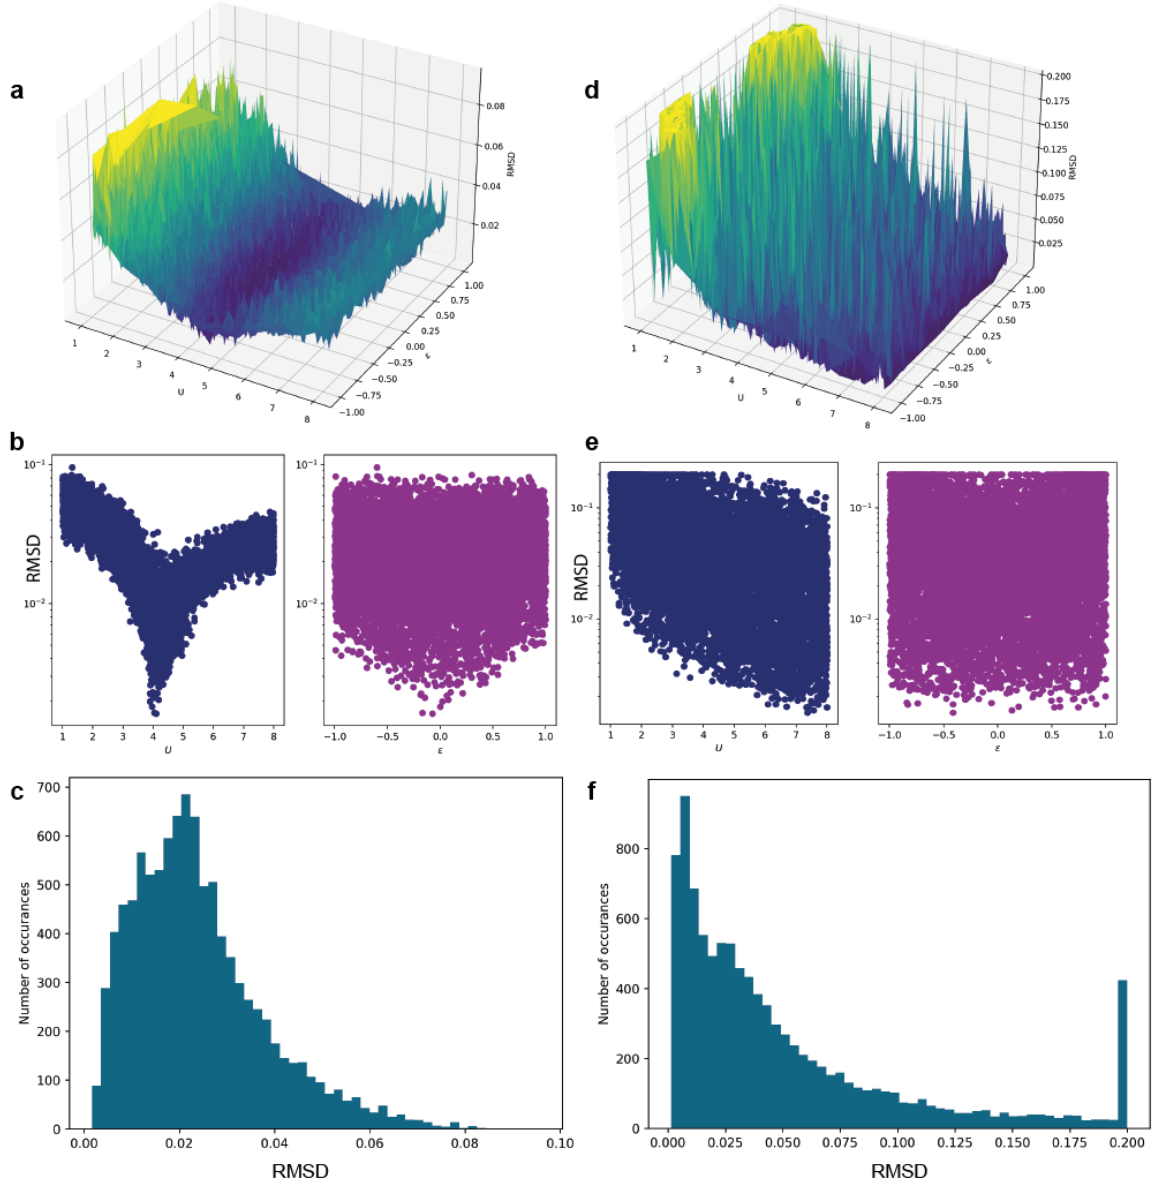 a
0.08
0.06
0.04
0.02
RMSD
1 2 3 4 5 6 7 8
U
−1.00 −0.75 −0.50 −0.25 0.00 0.25 0.50 0.75 1.00
ε
d
0.200
0.175
0.150
0.125
0.100
0.075
0.050
0.025
RMSD
1 2 3 4 5 6 7 8
U
−1.00 −0.75 −0.50 −0.25 0.00 0.25 0.50 0.75 1.00
ε
b
RMSD
10⁻¹
10⁻²
1 2 3 4 5 6 7 8
U
10⁻¹
10⁻²
−1.0 −0.5 0.0 0.5 1.0
ε
e
RMSD
10⁻¹
10⁻²
1 2 3 4 5 6 7 8
U
10⁻¹
10⁻²
−1.0 −0.5 0.0 0.5 1.0
ε
c
Number of occurances
700
600
500
400
300
200
100
0
0.00 0.02 0.04 0.06 0.08 0.10
RMSD
f
Number of occurances
800
600
400
200
0
0.000 0.025 0.050 0.075 0.100 0.125 0.150 0.175 0.200
RMSD